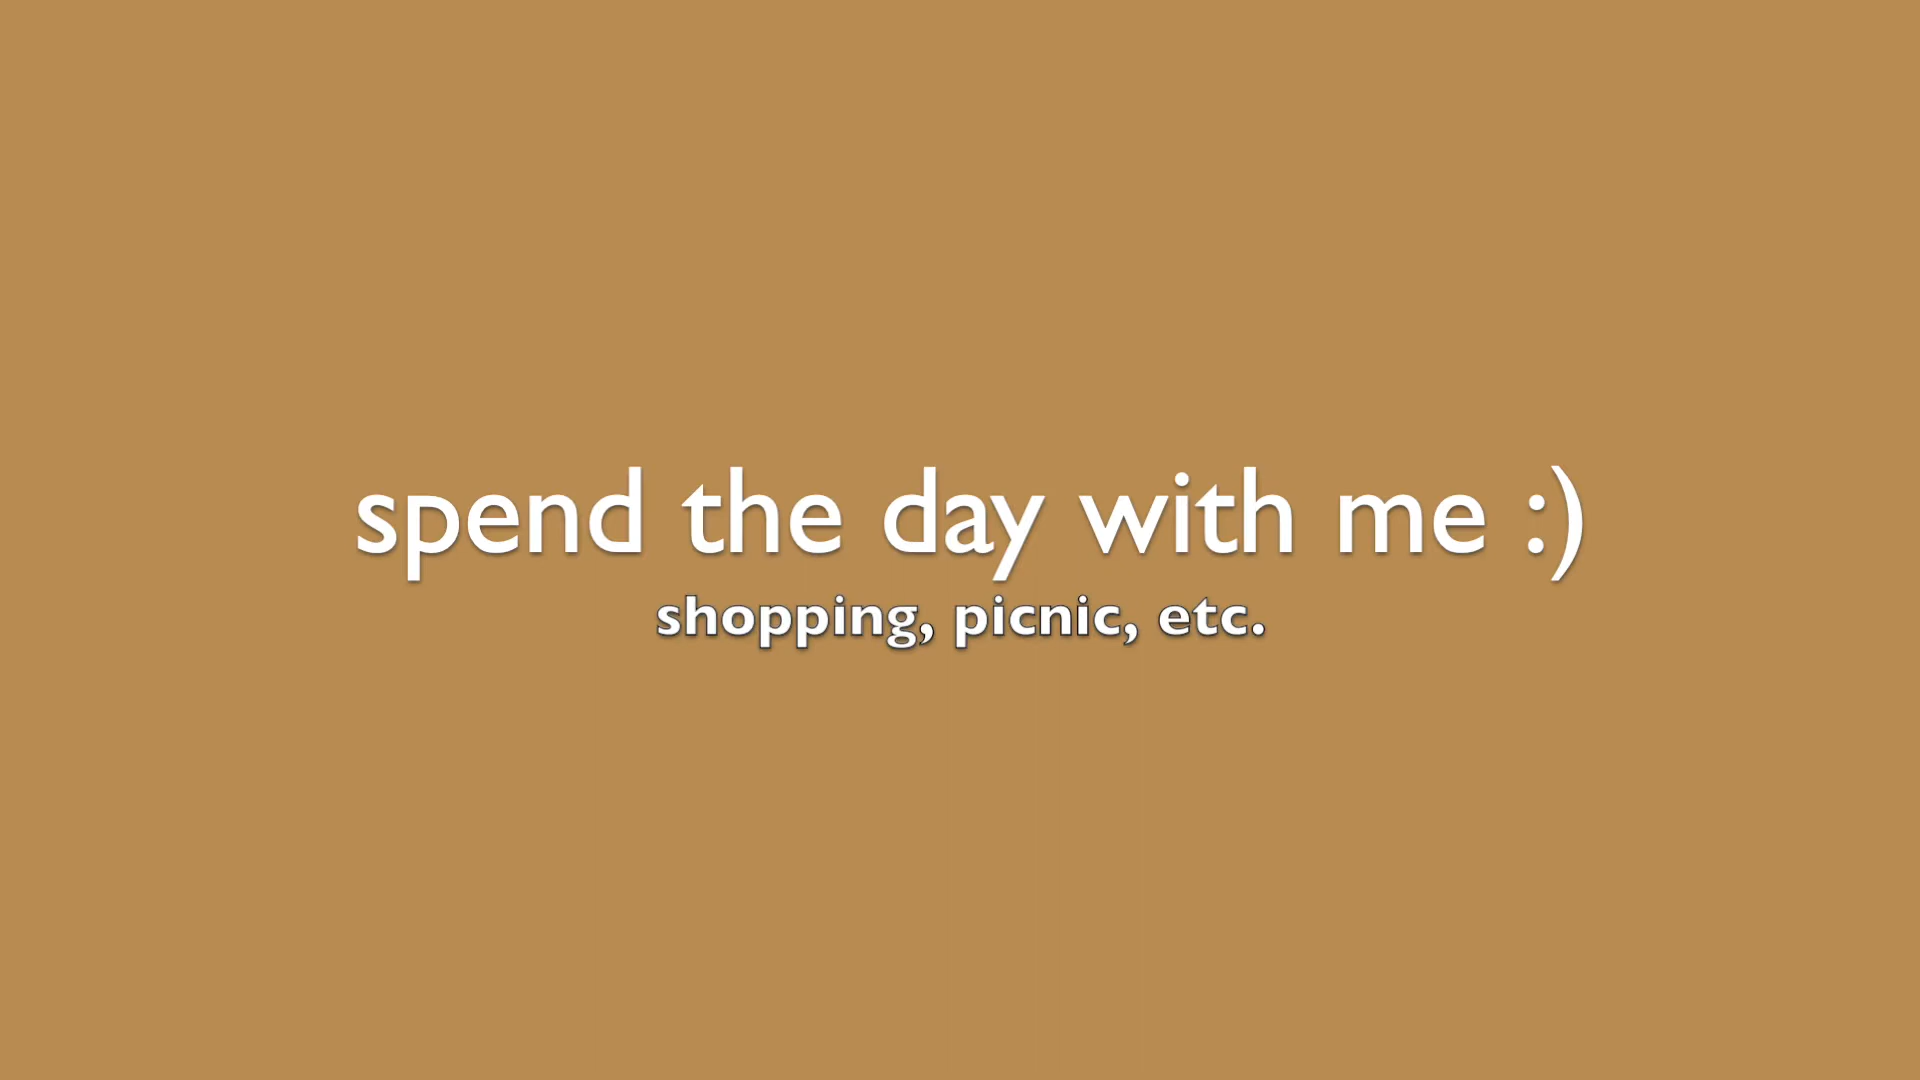 spend the day with me :)
shopping, picnic, etc.